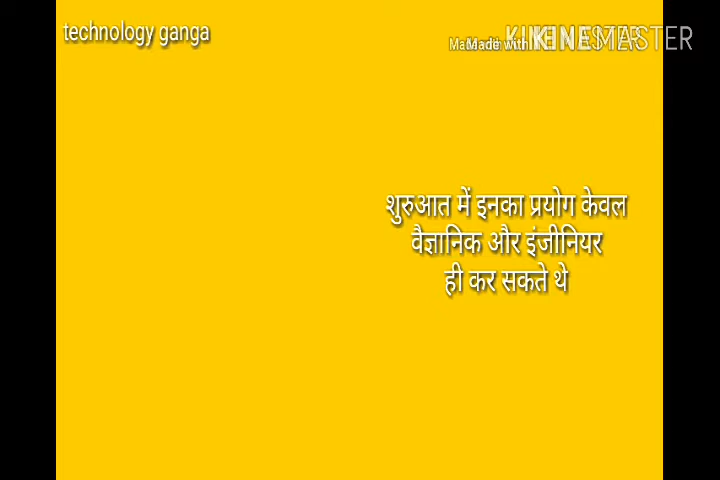 technology ganga
Made with KINEMASTER
शुरुआत में इनका प्रयोग केवल
वैज्ञानिक और इंजीनियर
ही कर सकते थे